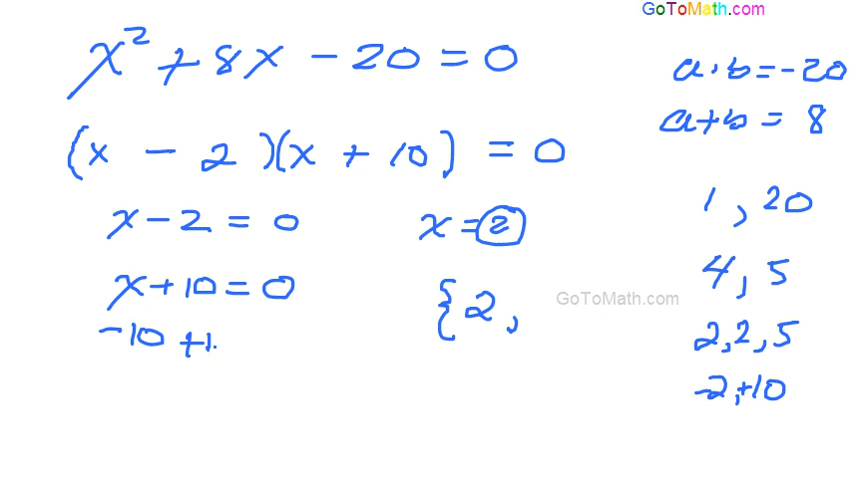 GoToMath.com
x² + 8x - 20 = 0
a · b = -20
a + b = 8
(x - 2)(x + 10) = 0
x - 2 = 0
x = 2
1, 20
x + 10 = 0
{2,
GoToMath.com
4, 5
-10 + 1
2, 2, 5
-2, +10